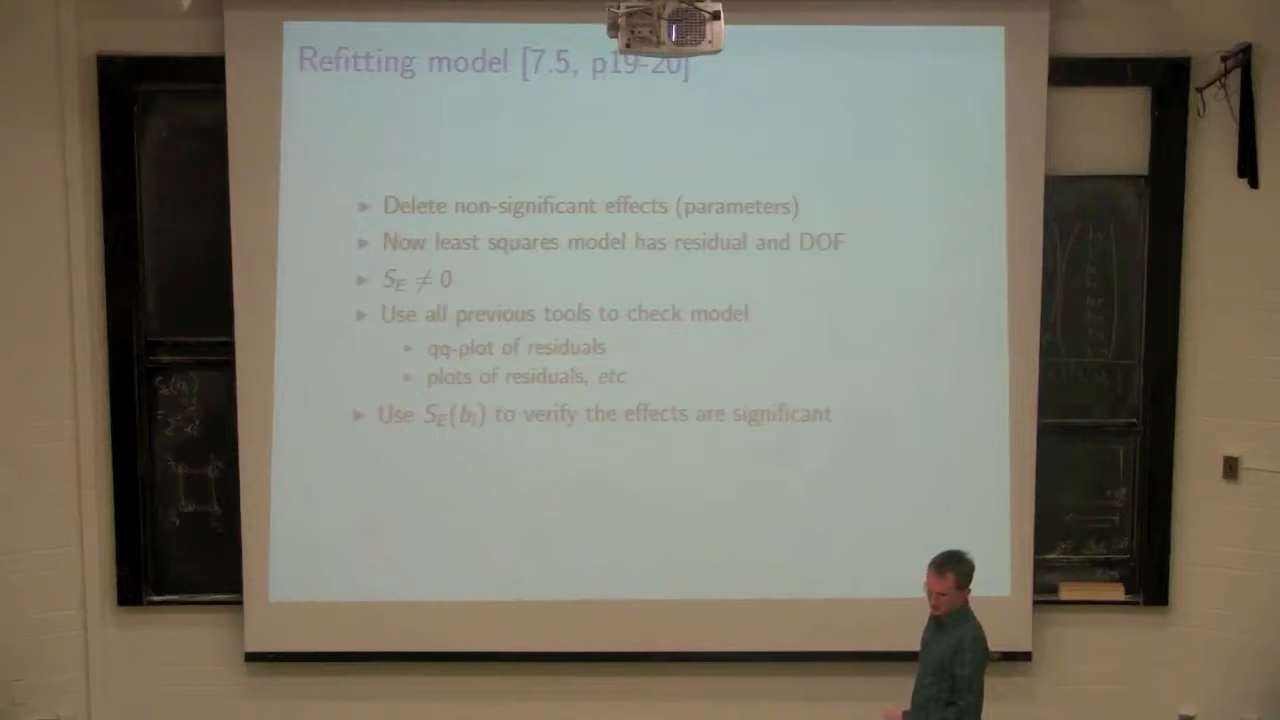 Refitting model [7.5, p19-20]
► Delete non-significant effects (parameters)
► Now least squares model has residual and DOF
► S_E ≠ 0
► Use all previous tools to check model
• qq-plot of residuals
• plots of residuals, etc
► Use S_E(b_i) to verify the effects are significant